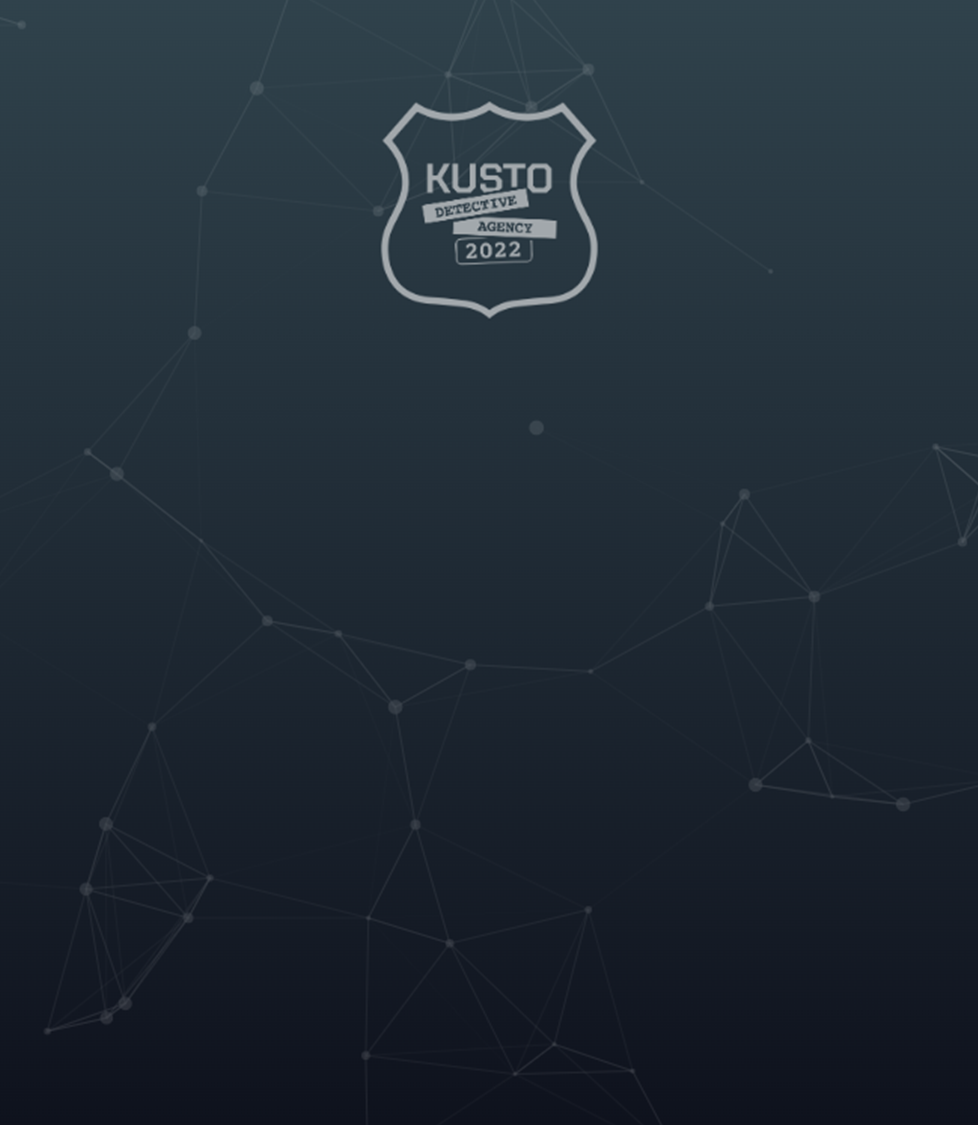 KUSTO
DETECTIVE
AGENCY
2022